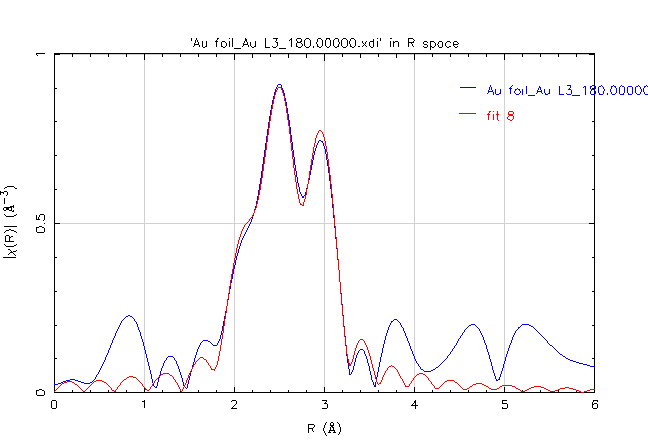 'Au foil_Au L3_180.00000.xdi' in R space
Au foil_Au L3_180.0000
fit 8
1
0.5
0
|χ(R)| (Å⁻³)
0 1 2 3 4 5 6
R (Å)